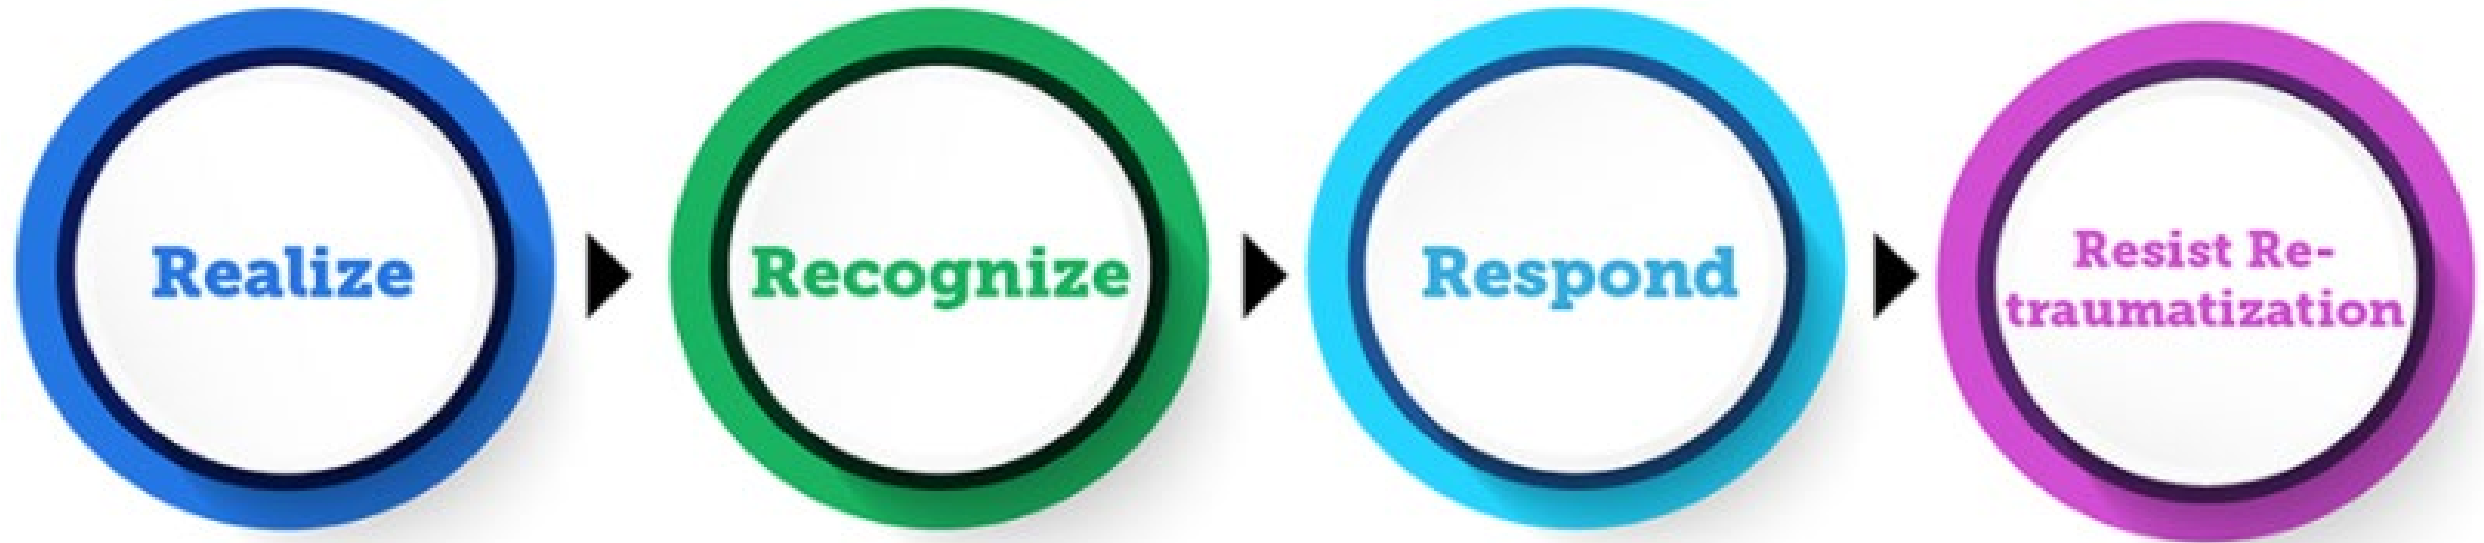 Realize
Recognize
Respond
Resist Re-
traumatization